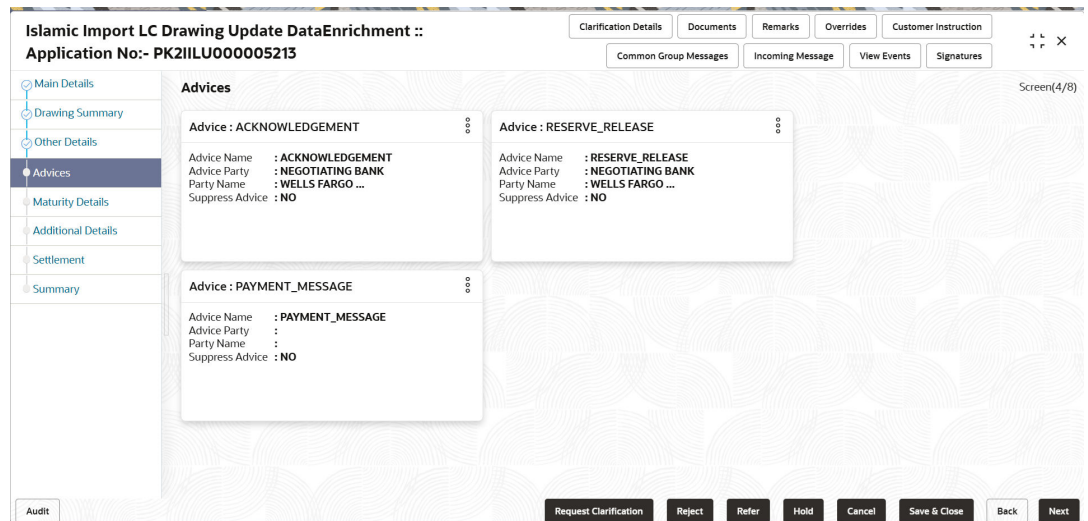 Islamic Import LC Drawing Update DataEnrichment ::
Application No:- PK2IILU000005213
Clarification Details
Documents
Remarks
Overrides
Customer Instruction
Common Group Messages
Incoming Message
View Events
Signatures
Main Details
Drawing Summary
Other Details
Advices
Maturity Details
Additional Details
Settlement
Summary
Advices
Screen(4/8)
Advice : ACKNOWLEDGEMENT
Advice Name : ACKNOWLEDGEMENT
Advice Party : NEGOTIATING BANK
Party Name : WELLS FARGO ...
Suppress Advice : NO
Advice : RESERVE_RELEASE
Advice Name : RESERVE_RELEASE
Advice Party : NEGOTIATING BANK
Party Name : WELLS FARGO ...
Suppress Advice : NO
Advice : PAYMENT_MESSAGE
Advice Name : PAYMENT_MESSAGE
Advice Party :
Party Name :
Suppress Advice : NO
Audit
Request Clarification
Reject
Refer
Hold
Cancel
Save & Close
Back
Next